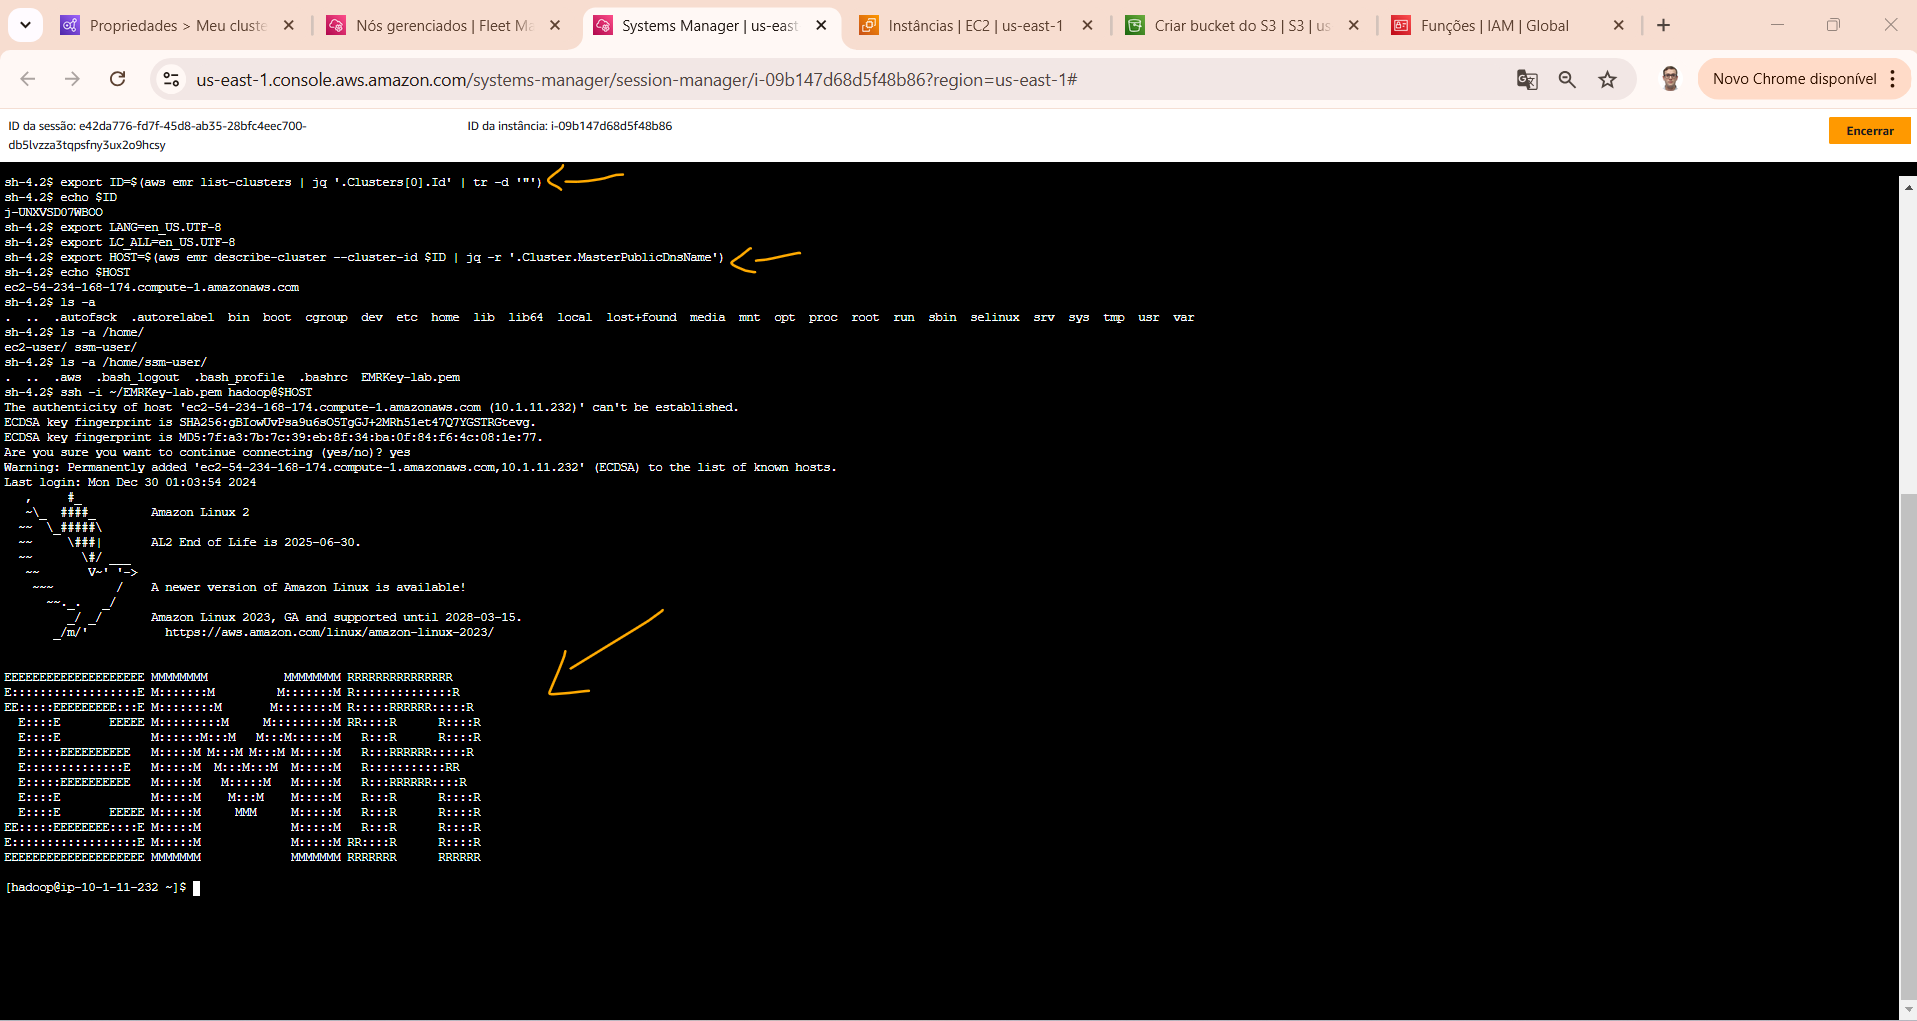 Propriedades > Meu cluste
Nós gerenciados | Fleet Ma
Systems Manager | us-east
Instâncias | EC2 | us-east-1
Criar bucket do S3 | S3 | us
Funções | IAM | Global
us-east-1.console.aws.amazon.com/systems-manager/session-manager/i-09b147d68d5f48b86?region=us-east-1#
Novo Chrome disponível
ID da sessão: e42da776-fd7f-45d8-ab35-28bfc4eec700-
db5lvzza3tqpsfny3ux2o9hcsy
ID da instância: i-09b147d68d5f48b86
Encerrar
sh-4.2$ export ID=$(aws emr list-clusters | jq '.Clusters[0].Id' | tr -d '"')
sh-4.2$ echo $ID
j-UNXVSD07WBOO
sh-4.2$ export LANG=en_US.UTF-8
sh-4.2$ export LC_ALL=en_US.UTF-8
sh-4.2$ export HOST=$(aws emr describe-cluster --cluster-id $ID | jq -r '.Cluster.MasterPublicDnsName')
sh-4.2$ echo $HOST
ec2-54-234-168-174.compute-1.amazonaws.com
sh-4.2$ ls -a
.  ..  .autofsck  .autorelabel  bin  boot  cgroup  dev  etc  home  lib  lib64  local  lost+found  media  mnt  opt  proc  root  run  sbin  selinux  srv  sys  tmp  usr  var
sh-4.2$ ls -a /home/
ec2-user/ ssm-user/
sh-4.2$ ls -a /home/ssm-user/
.  ..  .aws  .bash_logout  .bash_profile  .bashrc  EMRKey-lab.pem
sh-4.2$ ssh -i ~/EMRKey-lab.pem hadoop@$HOST
The authenticity of host 'ec2-54-234-168-174.compute-1.amazonaws.com (10.1.11.232)' can't be established.
ECDSA key fingerprint is SHA256:gBIowUvPsa9u6sO5TgGJ+2MRh51et47Q7YGSTRGtevg.
ECDSA key fingerprint is MD5:7f:a3:7b:7c:39:eb:8f:34:ba:0f:84:f6:4c:08:1e:77.
Are you sure you want to continue connecting (yes/no)? yes
Warning: Permanently added 'ec2-54-234-168-174.compute-1.amazonaws.com,10.1.11.232' (ECDSA) to the list of known hosts.
Last login: Mon Dec 30 01:03:54 2024
Amazon Linux 2
AL2 End of Life is 2025-06-30.
A newer version of Amazon Linux is available!
Amazon Linux 2023, GA and supported until 2028-03-15.
https://aws.amazon.com/linux/amazon-linux-2023/
EMR
[hadoop@ip-10-1-11-232 ~]$